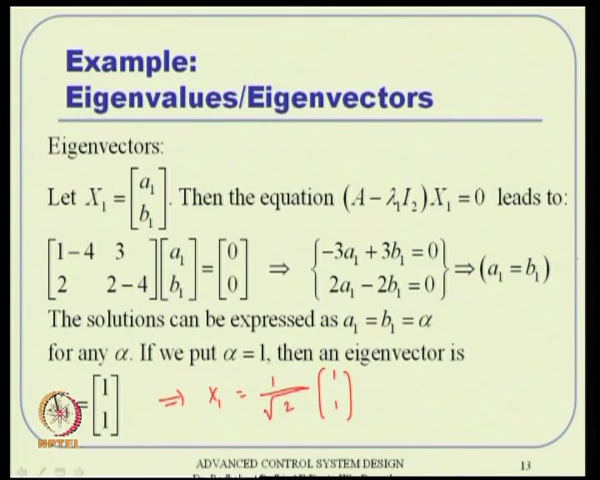 Example:
Eigenvalues/Eigenvectors
Eigenvectors:
Let X₁ = [a₁ b₁]. Then the equation (A − λ₁I₂)X₁ = 0 leads to:
[1−4 3; 2 2−4][a₁; b₁] = [0; 0] ⇒ {−3a₁ + 3b₁ = 0; 2a₁ − 2b₁ = 0} ⇒ (a₁ = b₁)
The solutions can be expressed as a₁ = b₁ = α
for any α. If we put α = 1, then an eigenvector is
= [1; 1] ⇒ X₁ = 1/√2 (1; 1)
NPTEL
ADVANCED CONTROL SYSTEM DESIGN
13